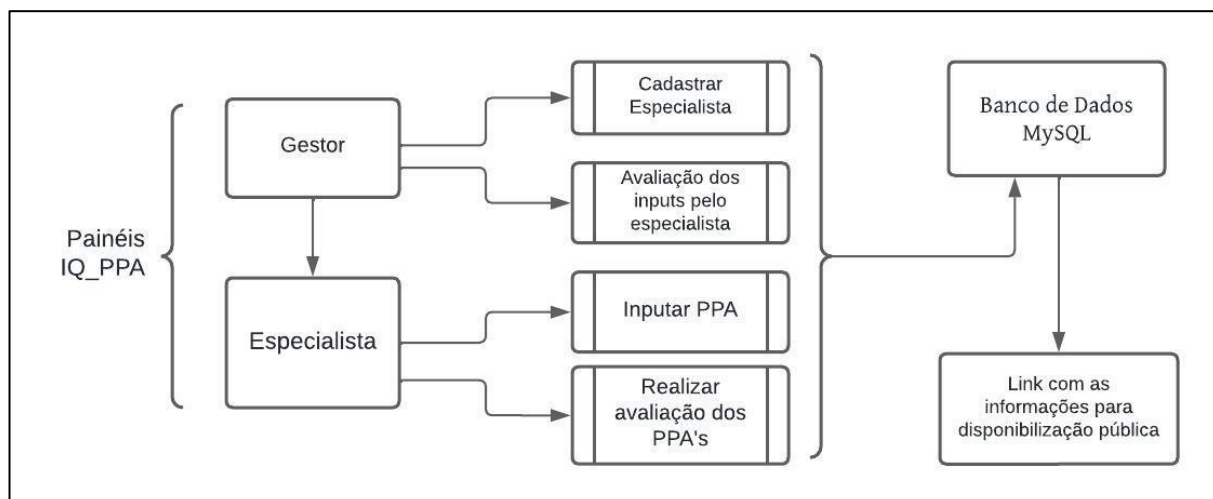 Painéis
IQ_PPA
Gestor
Especialista
Cadastrar
Especialista
Avaliação dos
inputs pelo
especialista
Inputar PPA
Realizar
avaliação dos
PPA's
Banco de Dados
MySQL
Link com as
informações para
disponibilização pública